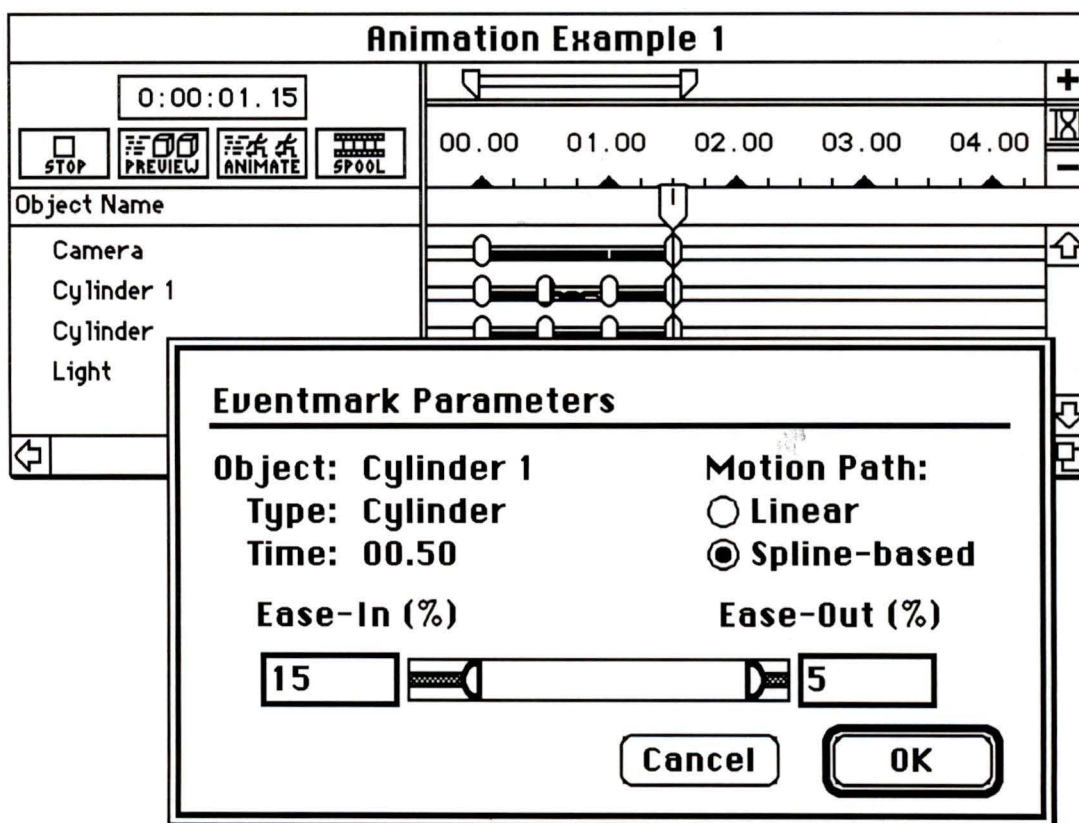 Animation Example 1
0:00:01.15
STOP PREVIEW ANIMATE SPOOL
00.00 01.00 02.00 03.00 04.00
Object Name
Camera
Cylinder 1
Cylinder
Light
Eventmark Parameters
Object: Cylinder 1
Type: Cylinder
Time: 00.50
Motion Path:
Linear
Spline-based
Ease-In (%) Ease-Out (%)
15 5
Cancel OK